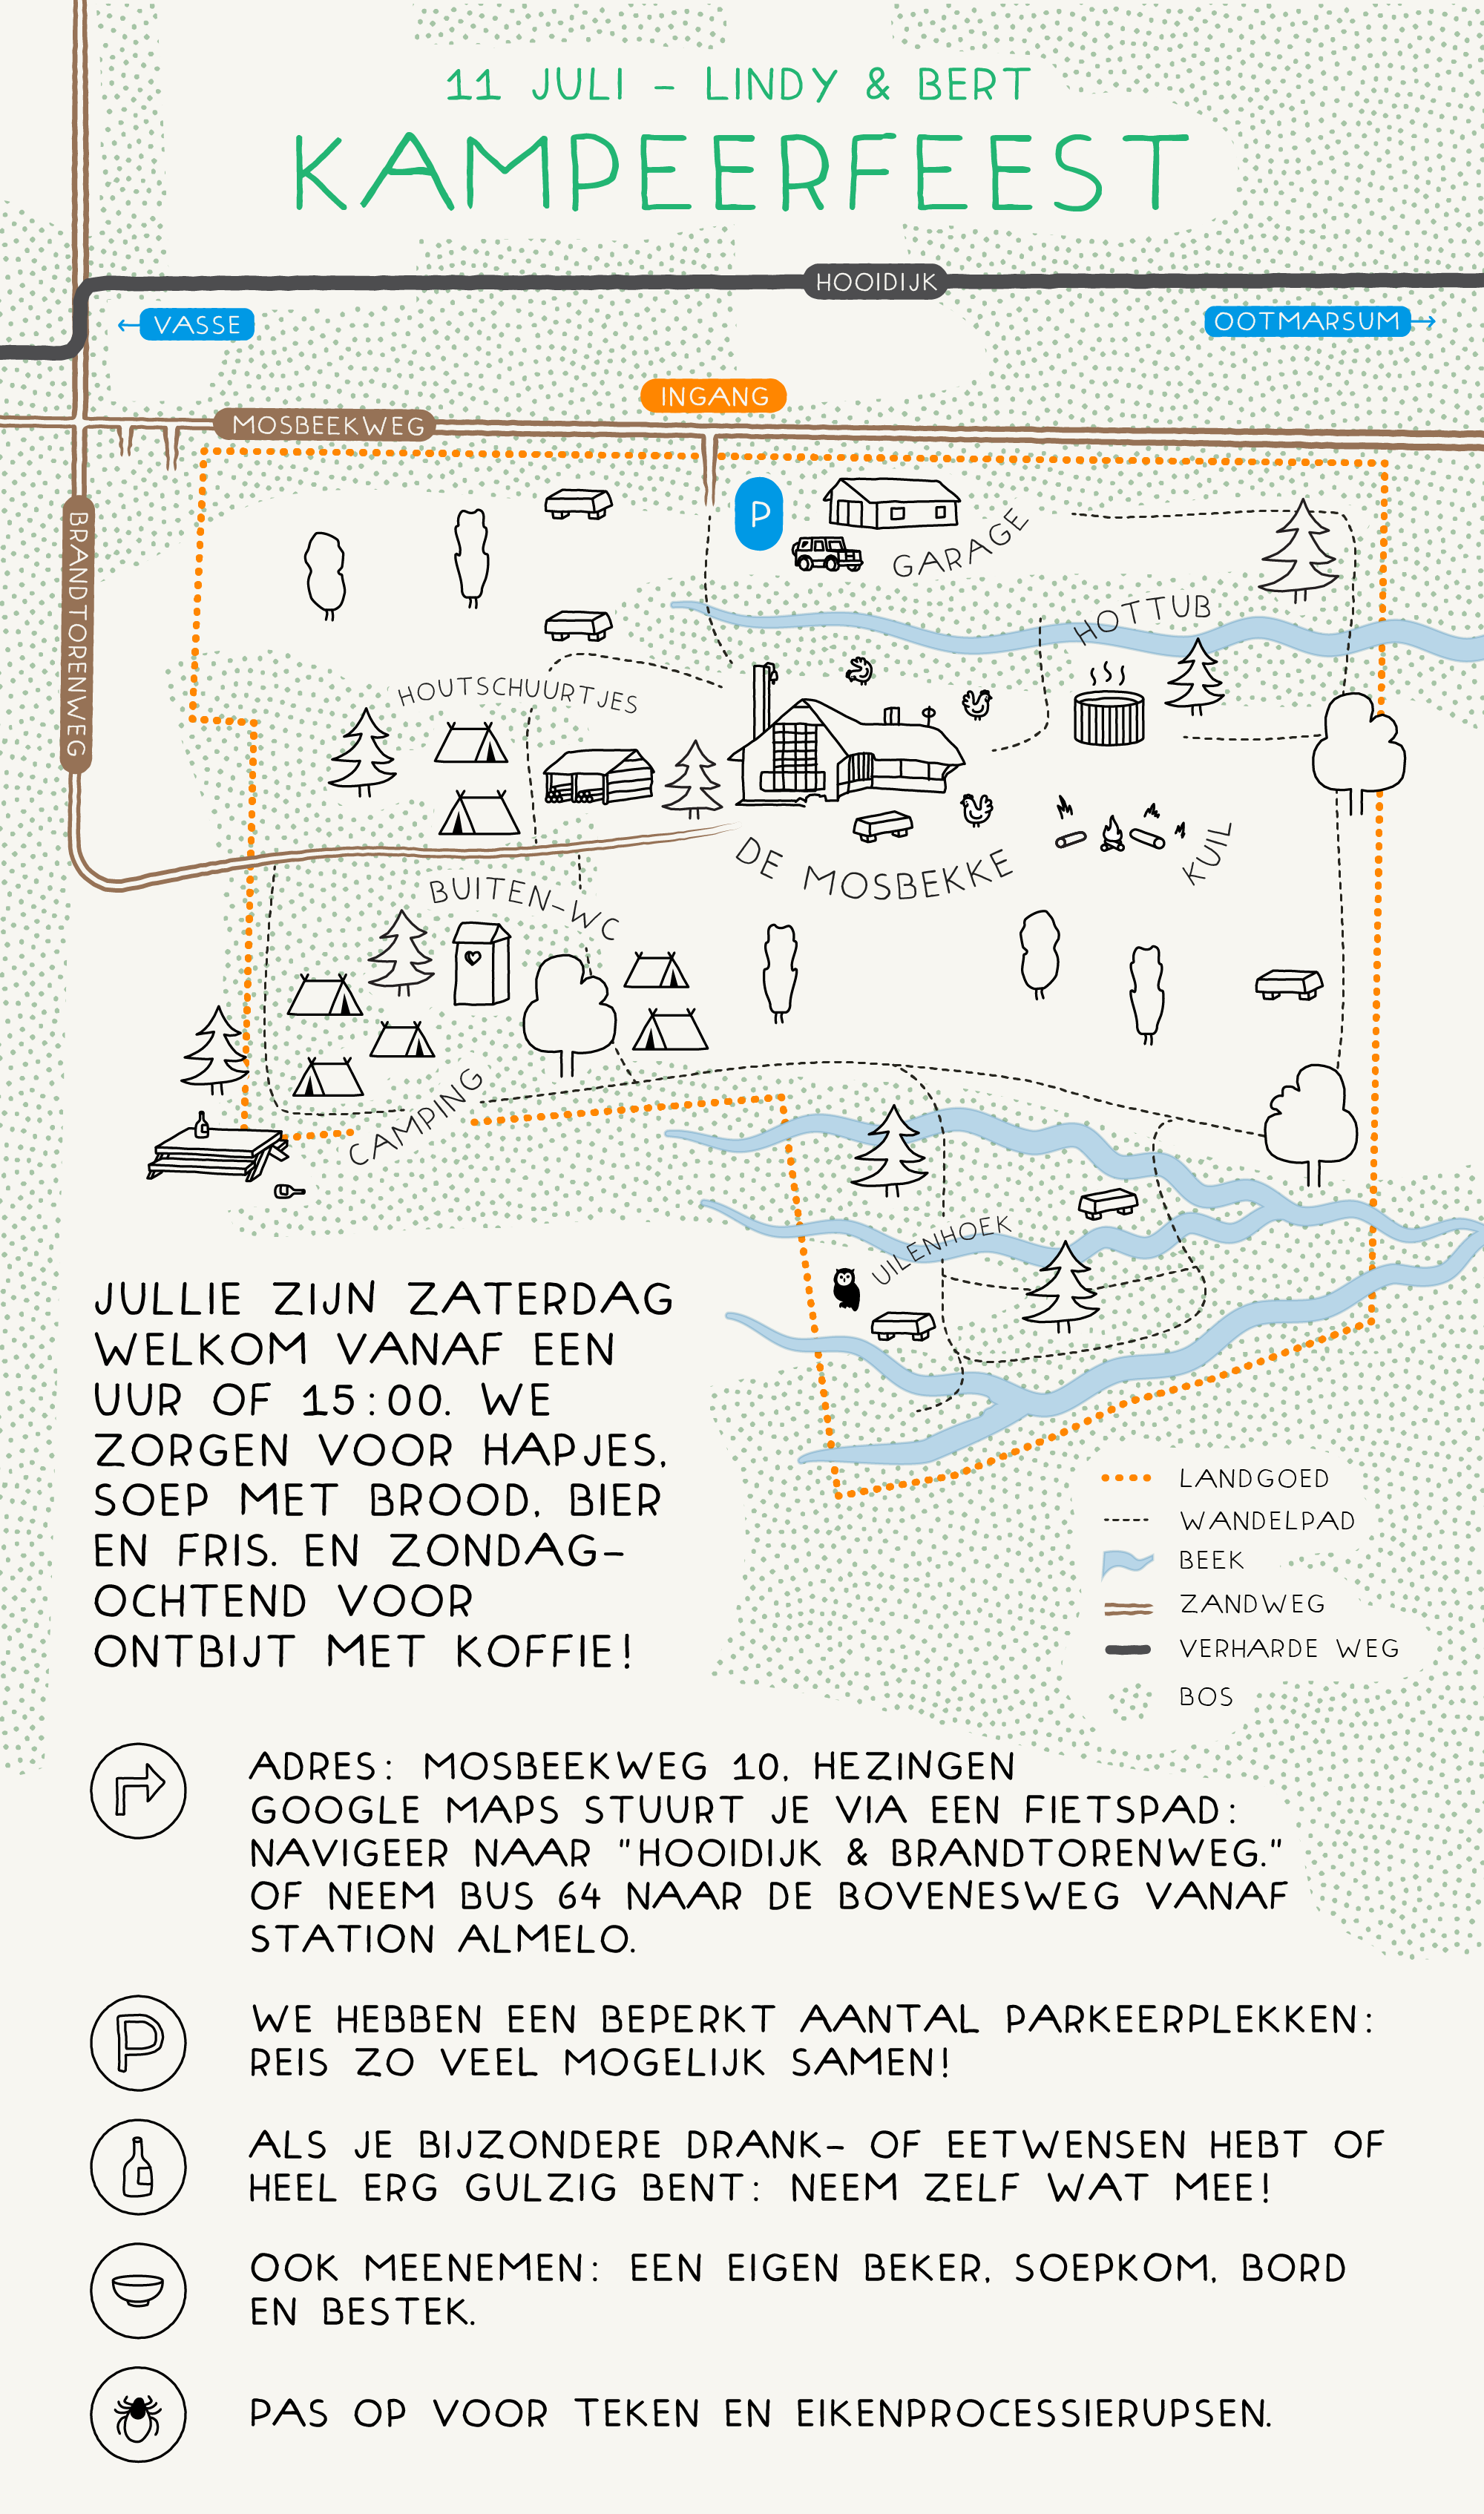 11 JULI - LINDY & BERT
KAMPEERFEEST
HOOIDIJK
VASSE
OOTMARSUM
INGANG
MOSBEEKWEG
BRANDTORENWEG
P
GARAGE
HOTTUB
HOUTSCHUURTJES
DE MOSBEKKE
KUIL
BUITEN-WC
CAMPING
UILENHOEK
JULLIE ZIJN ZATERDAG
WELKOM VANAF EEN
UUR OF 15:00. WE
ZORGEN VOOR HAPJES,
SOEP MET BROOD, BIER
EN FRIS. EN ZONDAG-
OCHTEND VOOR
ONTBIJT MET KOFFIE!
LANDGOED
WANDELPAD
BEEK
ZANDWEG
VERHARDE WEG
BOS
ADRES: MOSBEEKWEG 10, HEZINGEN
GOOGLE MAPS STUURT JE VIA EEN FIETSPAD:
NAVIGEER NAAR "HOOIDIJK & BRANDTORENWEG."
OF NEEM BUS 64 NAAR DE BOVENESWEG VANAF
STATION ALMELO.
P
WE HEBBEN EEN BEPERKT AANTAL PARKEERPLEKKEN:
REIS ZO VEEL MOGELIJK SAMEN!
ALS JE BIJZONDERE DRANK- OF EETWENSEN HEBT OF
HEEL ERG GULZIG BENT: NEEM ZELF WAT MEE!
OOK MEENEMEN: EEN EIGEN BEKER, SOEPKOM, BORD
EN BESTEK.
PAS OP VOOR TEKEN EN EIKENPROCESSIERUPSEN.